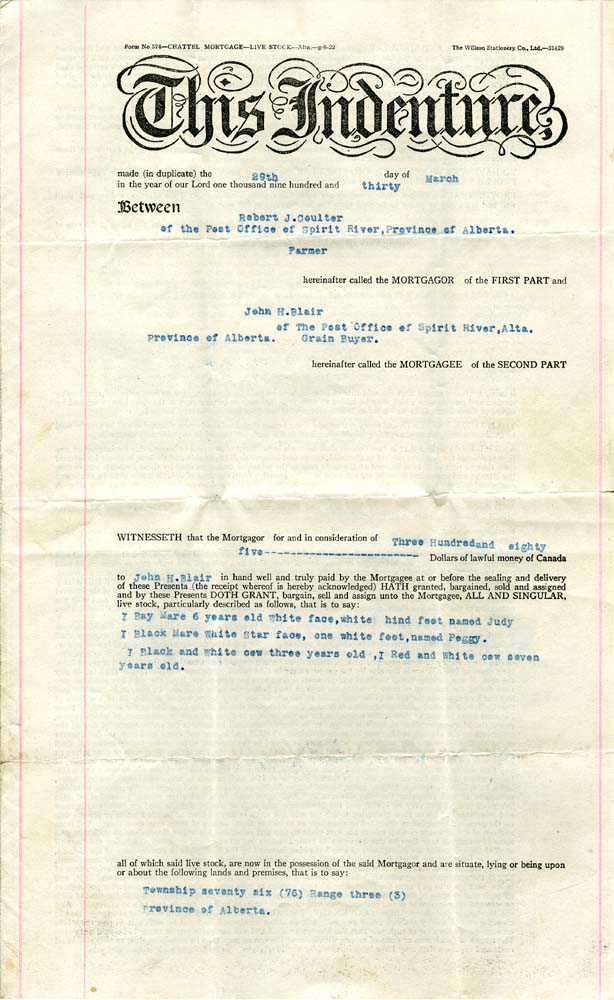 Form No.574—CHATTEL MORTGAGE—LIVE STOCK—Alta.—g-6-22 The Willson Stationery Co., Ltd.—31429
This Indenture,
made (in duplicate) the 29th day of March
in the year of our Lord one thousand nine hundred and thirty
Between
Robert J.Coulter
of the Post Office of Spirit River,Province of Alberta.
Farmer
hereinafter called the MORTGAGOR of the FIRST PART and
John H.Blair
of The Post Office of Spirit River,Alta.
Province of Alberta. Grain Buyer.
hereinafter called the MORTGAGEE of the SECOND PART
WITNESSETH that the Mortgagor for and in consideration of Three Hundredand eighty
five------------------------- Dollars of lawful money of Canada
to John H.Blair in hand well and truly paid by the Mortgagee at or before the sealing and delivery
of these Presents (the receipt whereof is hereby acknowledged) HATH granted, bargained, sold and assigned
and by these Presents DOTH GRANT, bargain, sell and assign unto the Mortgagee, ALL AND SINGULAR,
live stock, particularly described as follows, that is to say:
I Bay Mare 6 years old white face,white hind feet named Judy
I Black Mare White Star face, one white foot,named Peggy.
I Black and white cow three years old ,I Red and white cow seven
years old.
all of which said live stock, are now in the possession of the said Mortgagor and are situate, lying or being upon
or about the following lands and premises, that is to say:
Township seventy six (76) Range three (3)
Province of Alberta.